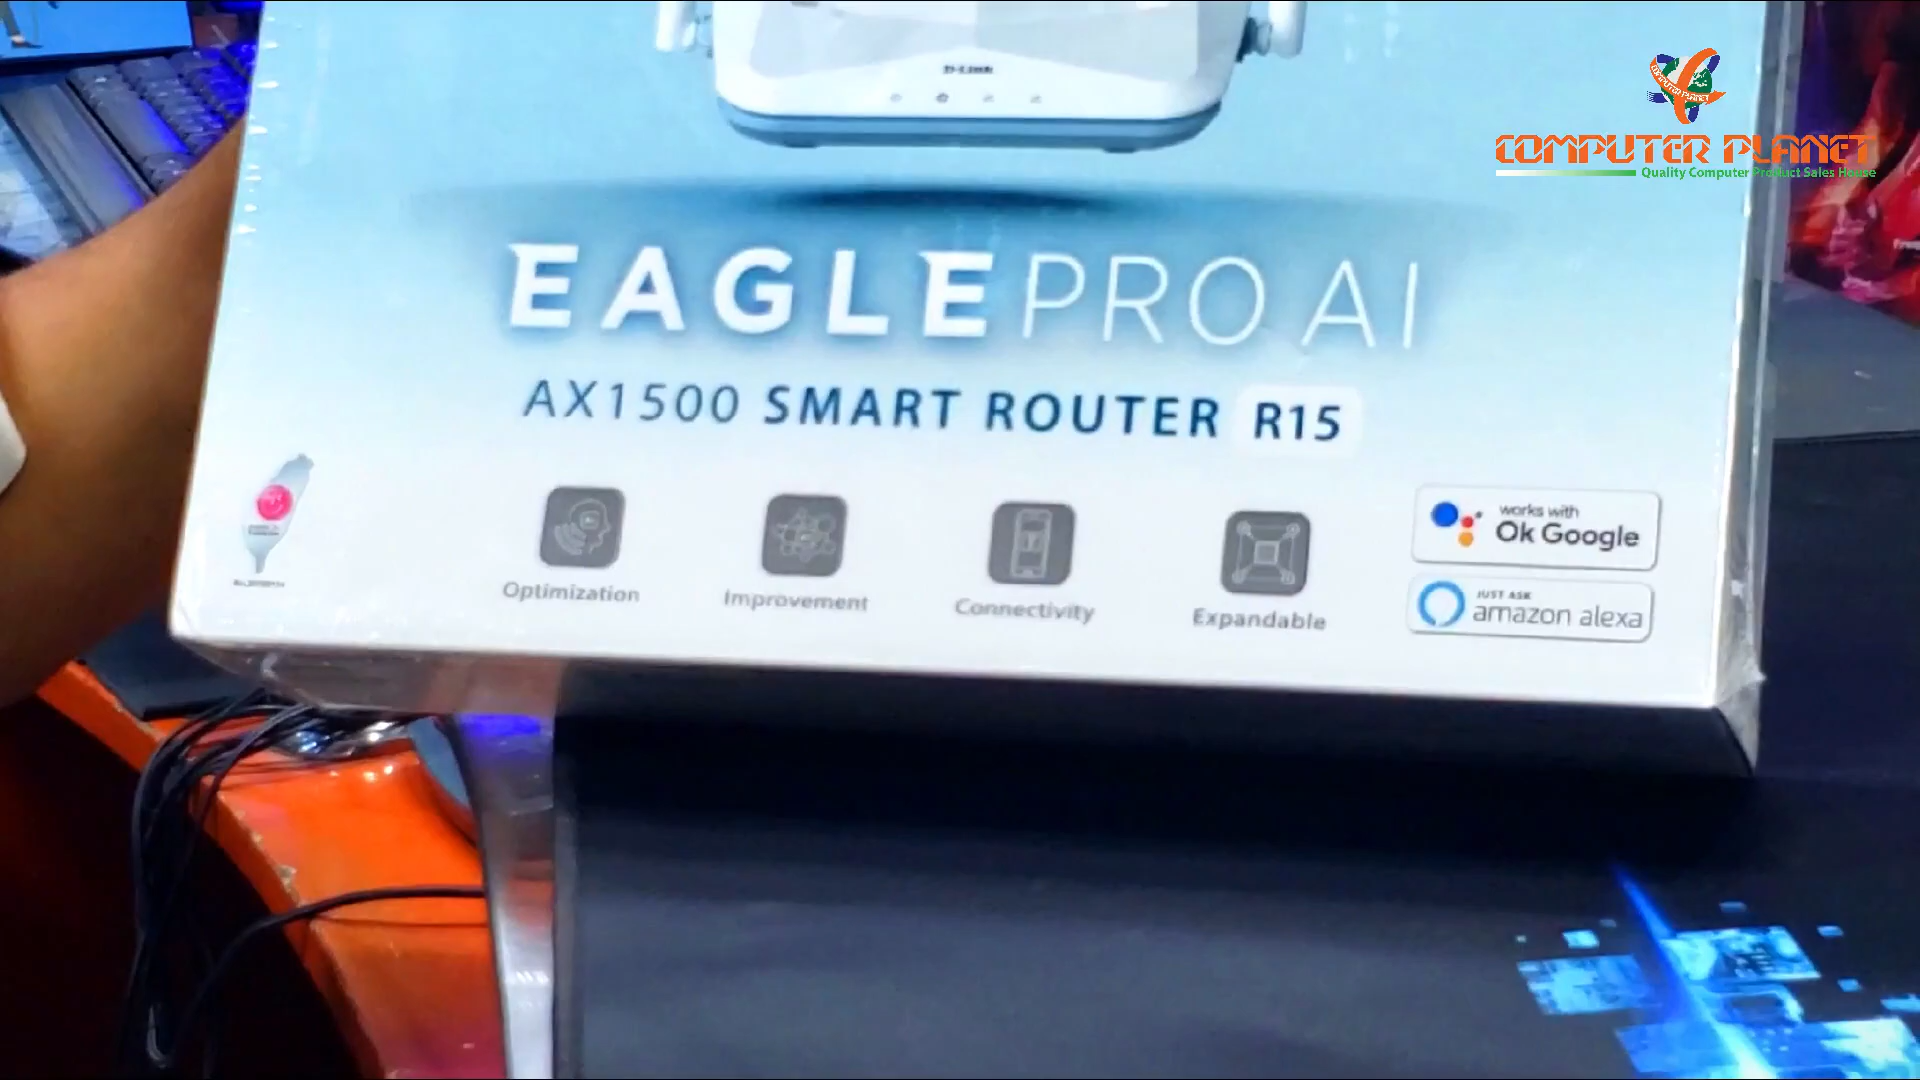 D-Link
COMPUTER PLANET
Quality Computer Product Sales House
EAGLE PRO AI
AX1500 SMART ROUTER R15
works with
Ok Google
Optimization
Improvement
Connectivity
Expandable
JUST ASK
amazon alexa